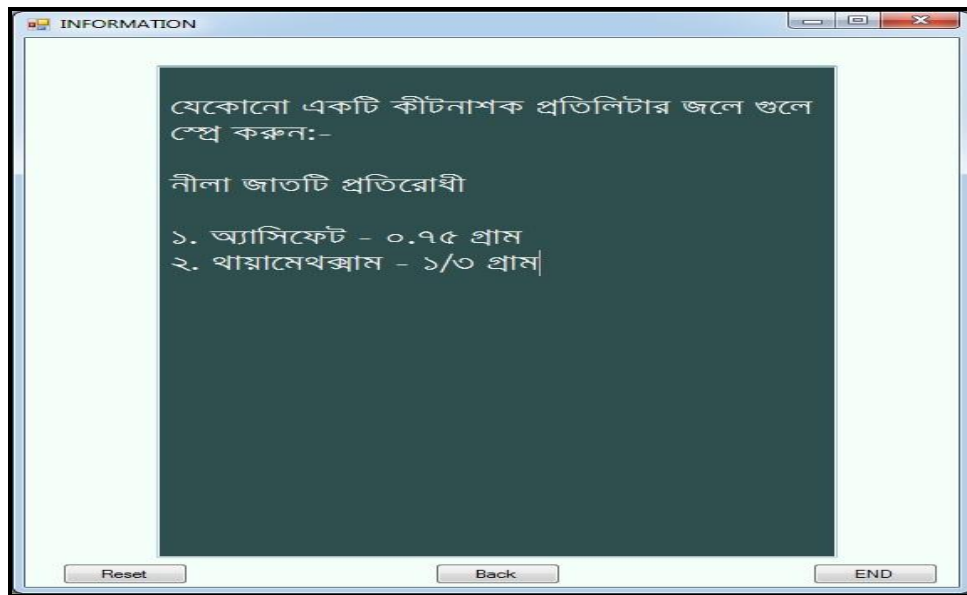 INFORMATION
যেকোনো একটি কীটনাশক প্রতিলিটার জলে গুলে
স্প্রে করুন:-
নীলা জাতটি প্রতিরোধী
১. অ্যাসিফেট - ০.৭৫ গ্রাম
২. থায়ামেথক্সাম - ১/৩ গ্রাম
Reset Back END